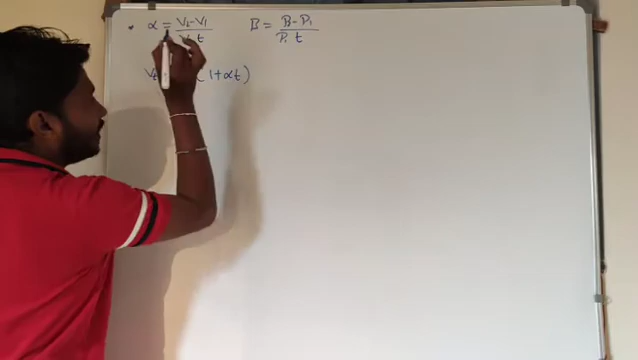 α = V₂-V₁ / t B = P₂-P₁ / P₁ t
(1+αt)